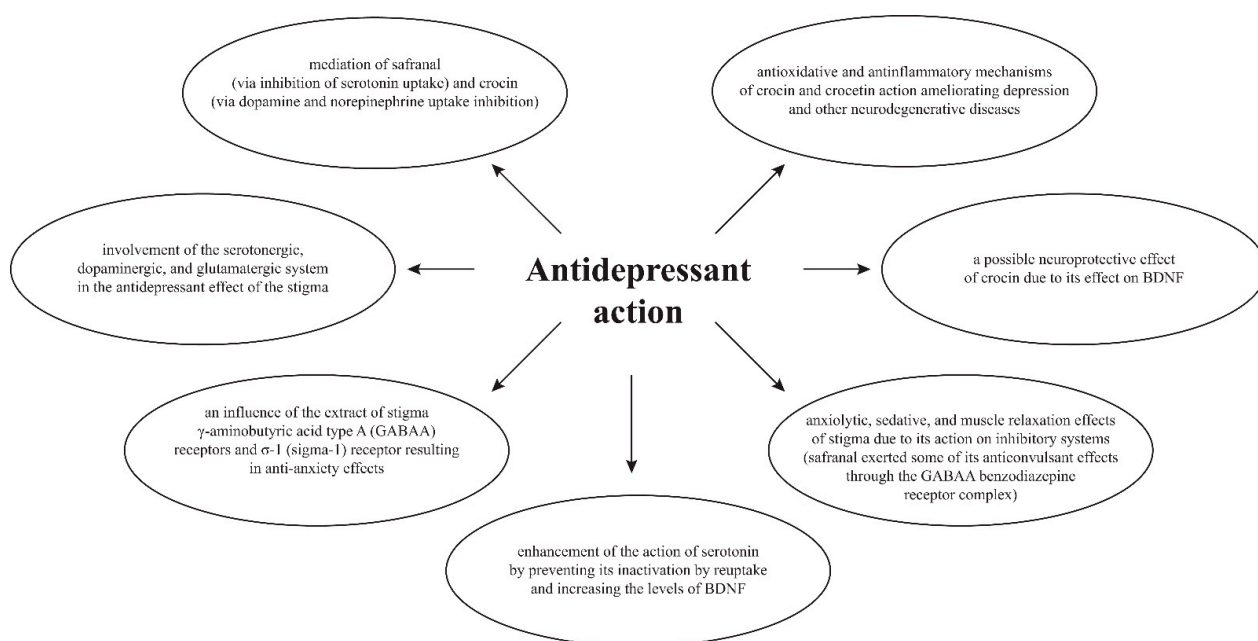 mediation of safranal
(via inhibition of serotonin uptake) and crocin
(via dopamine and norepinephrine uptake inhibition)
antioxidative and antinflammatory mechanisms
of crocin and crocetin action ameliorating depression
and other neurodegenerative diseases
involvement of the serotonergic,
dopaminergic, and glutamatergic system
in the antidepressant effect of the stigma
Antidepressant
action
a possible neuroprotective effect
of crocin due to its effect on BDNF
an influence of the extract of stigma
γ-aminobutyric acid type A (GABAA)
receptors and σ-1 (sigma-1) receptor resulting
in anti-anxiety effects
anxiolytic, sedative, and muscle relaxation effects
of stigma due to its action on inhibitory systems
(safranal exerted some of its anticonvulsant effects
through the GABAA benzodiazepine
receptor complex)
enhancement of the action of serotonin
by preventing its inactivation by reuptake
and increasing the levels of BDNF